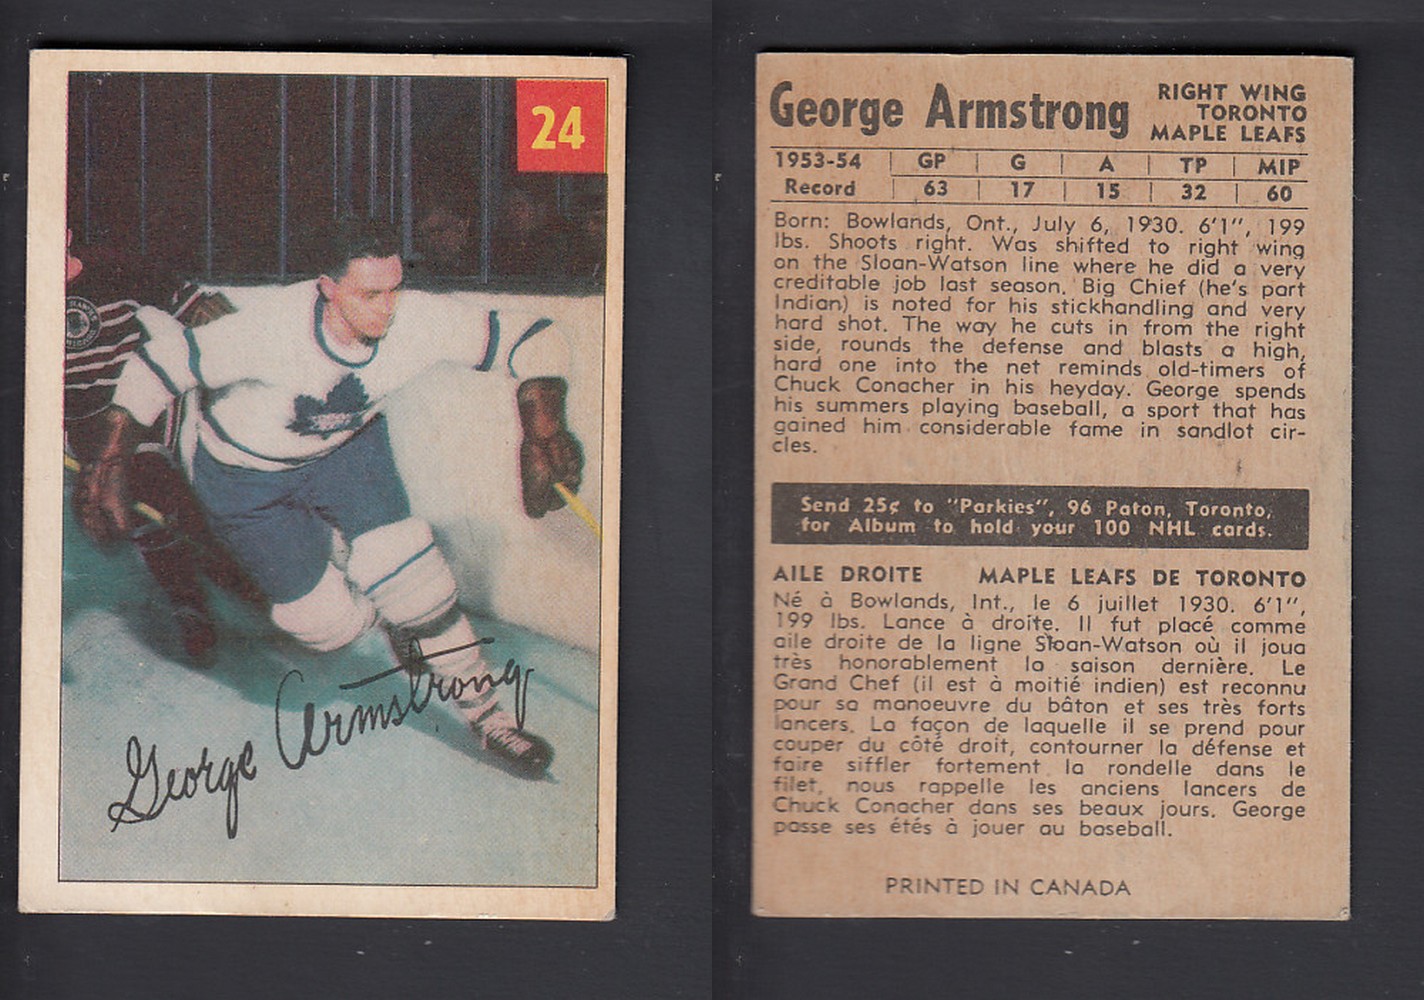 24
George Armstrong
George Armstrong
RIGHT WING
TORONTO
MAPLE LEAFS
1953-54 GP G A TP MIP
Record 63 17 15 32 60
Born: Bowlands, Ont., July 6, 1930. 6'1", 199
lbs. Shoots right. Was shifted to right wing
on the Sloan-Watson line where he did a very
creditable job last season. Big Chief (he's part
Indian) is noted for his stickhandling and very
hard shot. The way he cuts in from the right
side, rounds the defense and blasts a high,
hard one into the net reminds old-timers of
Chuck Conacher in his heyday. George spends
his summers playing baseball, a sport that has
gained him considerable fame in sandlot cir-
cles.
Send 25¢ to "Parkies", 96 Paton, Toronto,
for Album to hold your 100 NHL cards.
AILE DROITE MAPLE LEAFS DE TORONTO
Né à Bowlands, Int., le 6 juillet 1930. 6'1",
199 lbs. Lance à droite. Il fut placé comme
aile droite de la ligne Sloan-Watson où il joua
très honorablement la saison dernière. Le
Grand Chef (il est à moitié indien) est reconnu
pour sa manoeuvre du bâton et ses très forts
lancers. La façon de laquelle il se prend pour
couper du côté droit, contourner la défense et
faire siffler fortement la rondelle dans le
filet, nous rappelle les anciens lancers de
Chuck Conacher dans ses beaux jours. George
passe ses étés à jouer au baseball.
PRINTED IN CANADA